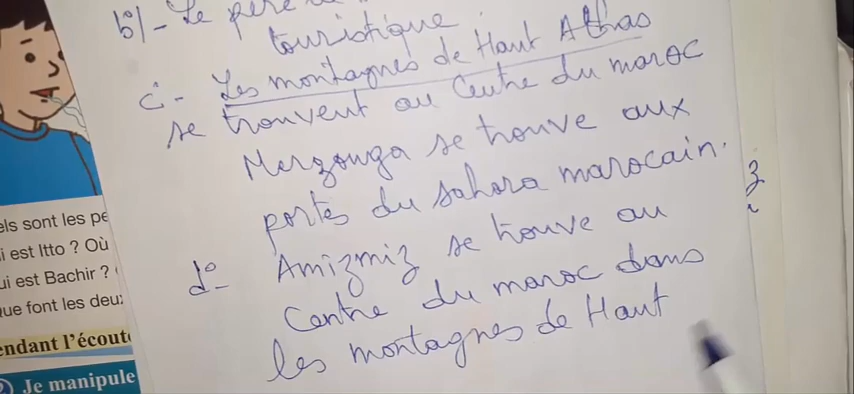 b°/- Le père
touristique.
c - Les montagnes de Haut Athas
se trouvent au Centre du maroc
Merzouga se trouve aux
portes du sahara marocain.
d°- Amizmiz se trouve au
Centre du maroc dans
les montagnes de Haut
els sont les pe
i est Itto ? Où
ui est Bachir ?
ue font les deux
endant l'écoute
Je manipule